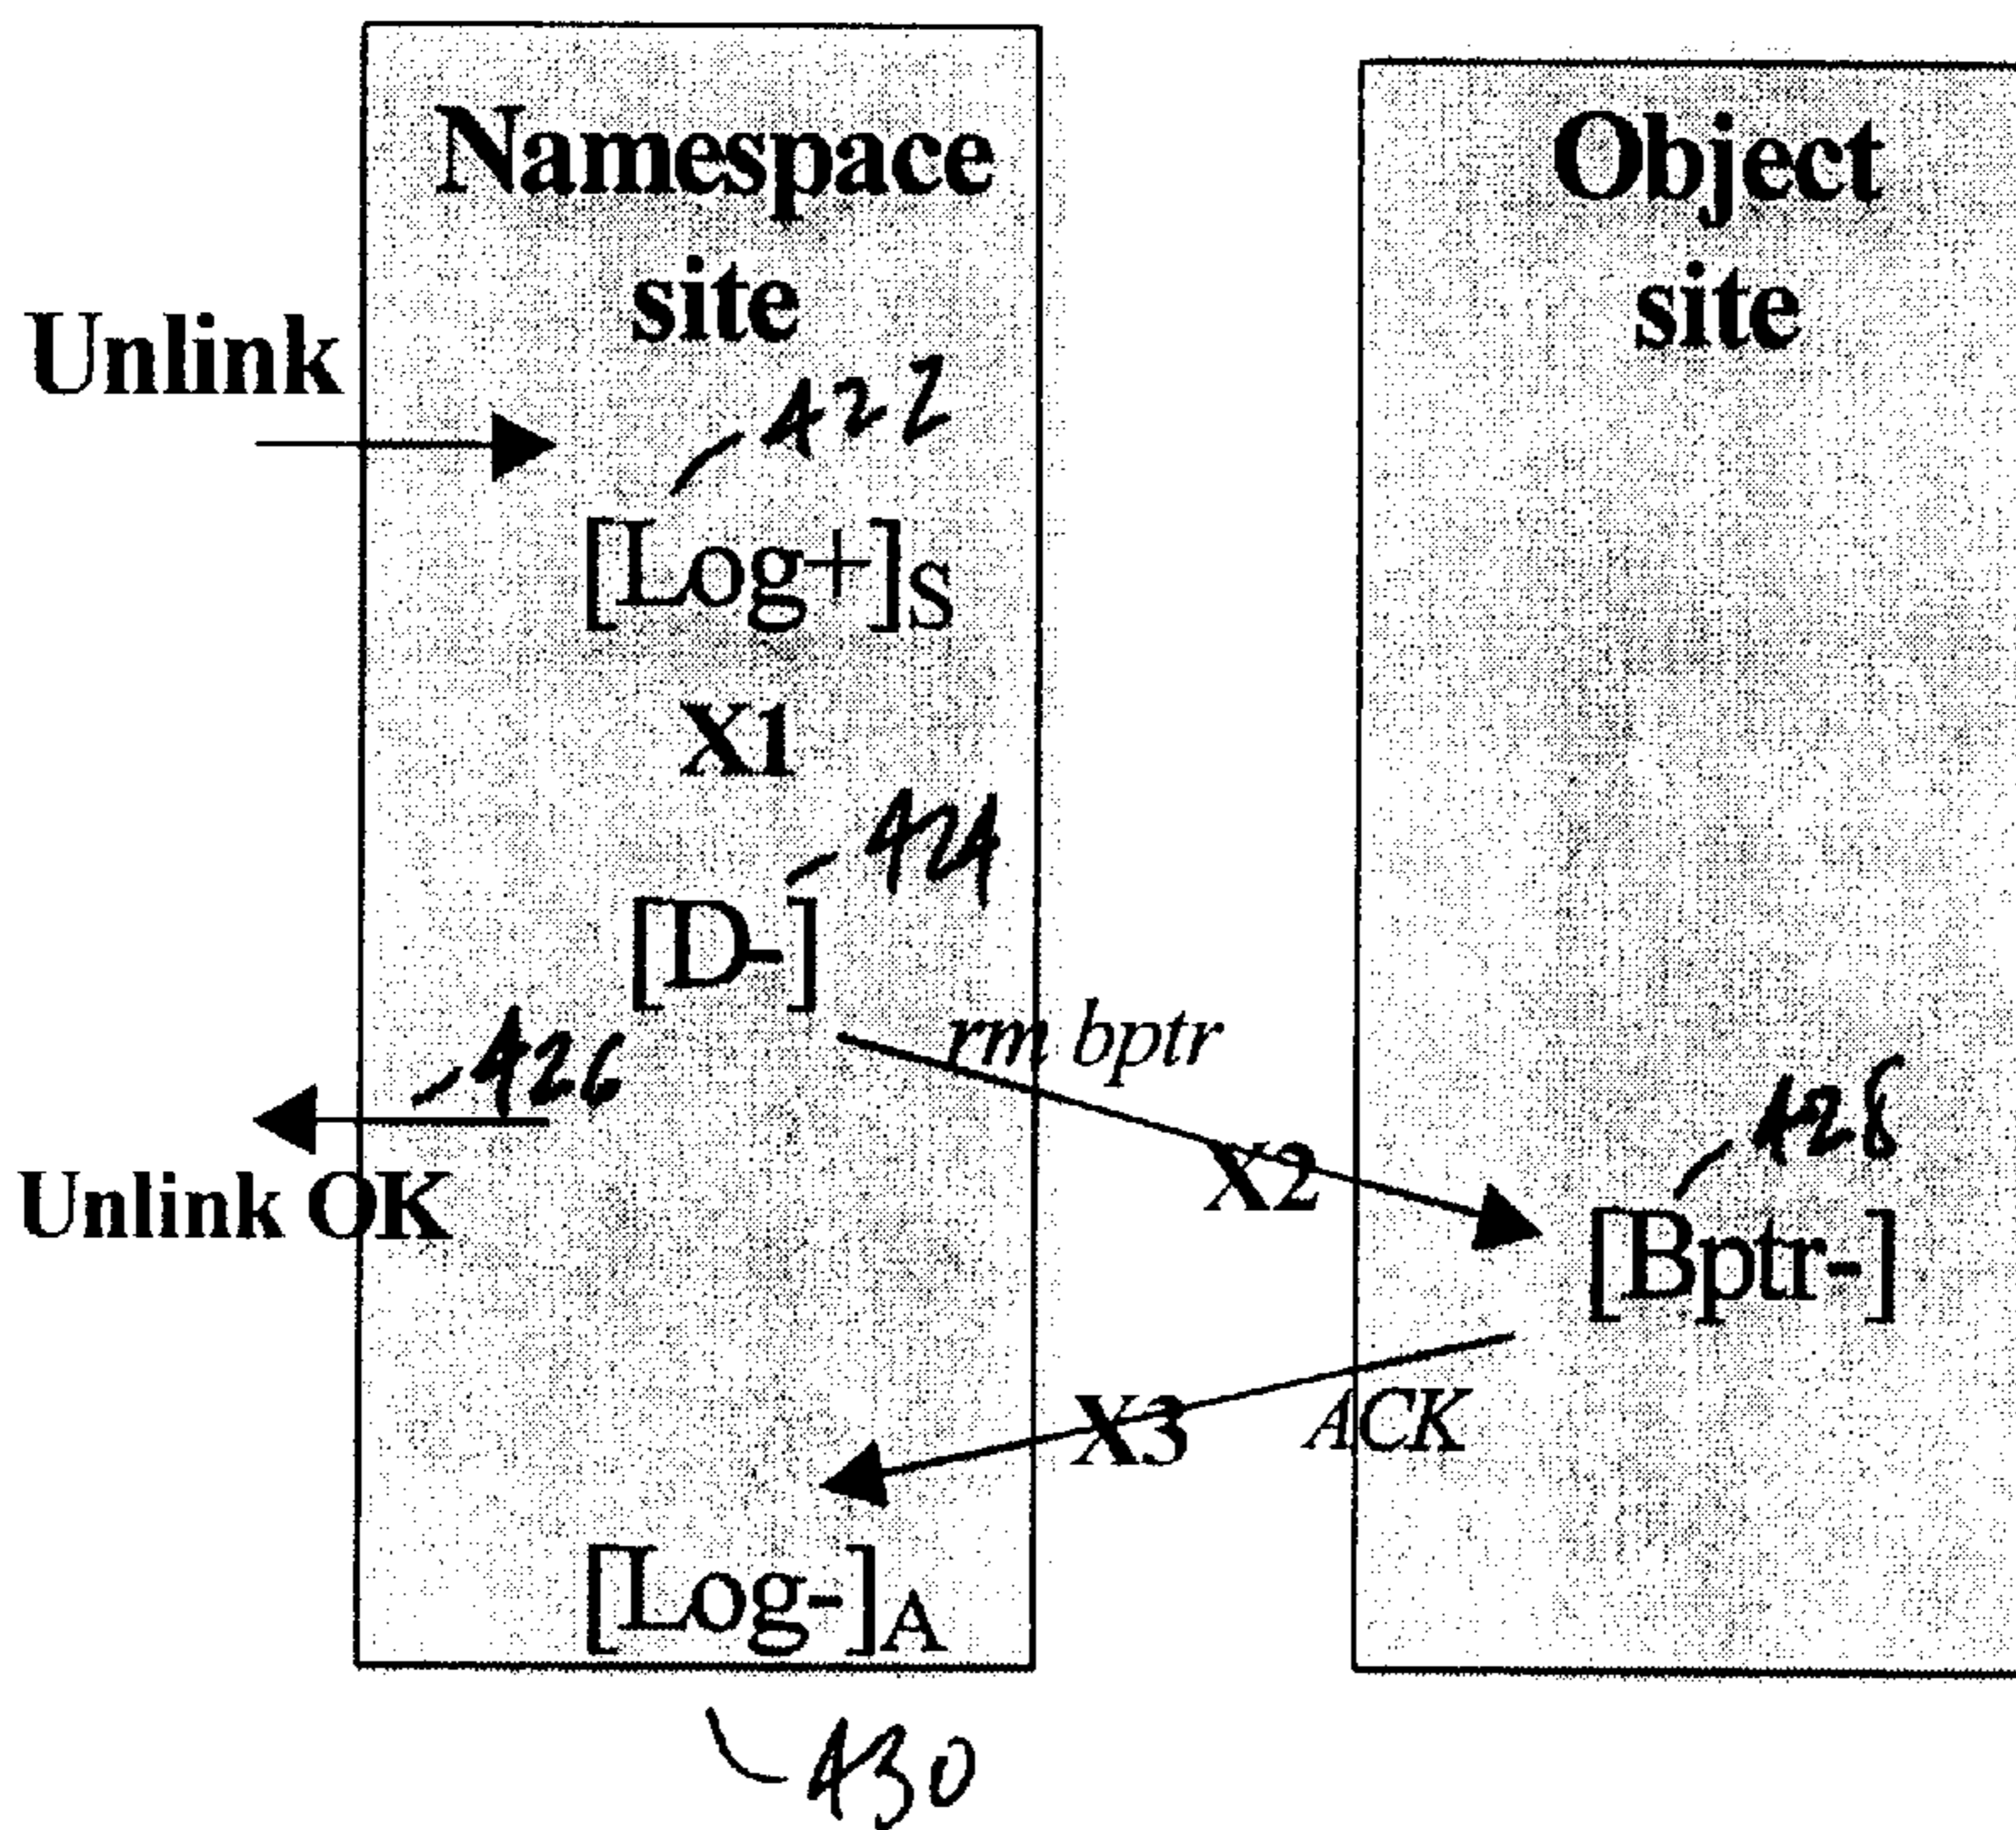 Namespace
site
Object
site
Unlink
422
[Log+]S
X1
424
[D-]
rm bptr
426
X2
428
Unlink OK
[Bptr-]
X3
ACK
[Log-]A
430